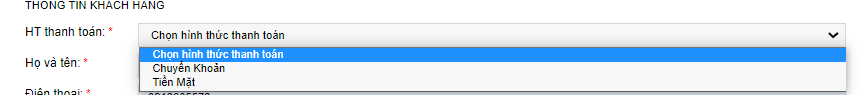 THÔNG TIN KHÁCH HÀNG
HT thanh toán: *
Chọn hình thức thanh toán
Chọn hình thức thanh toán
Họ và tên: *
Chuyển Khoản
Tiền Mặt
Điện thoại: *